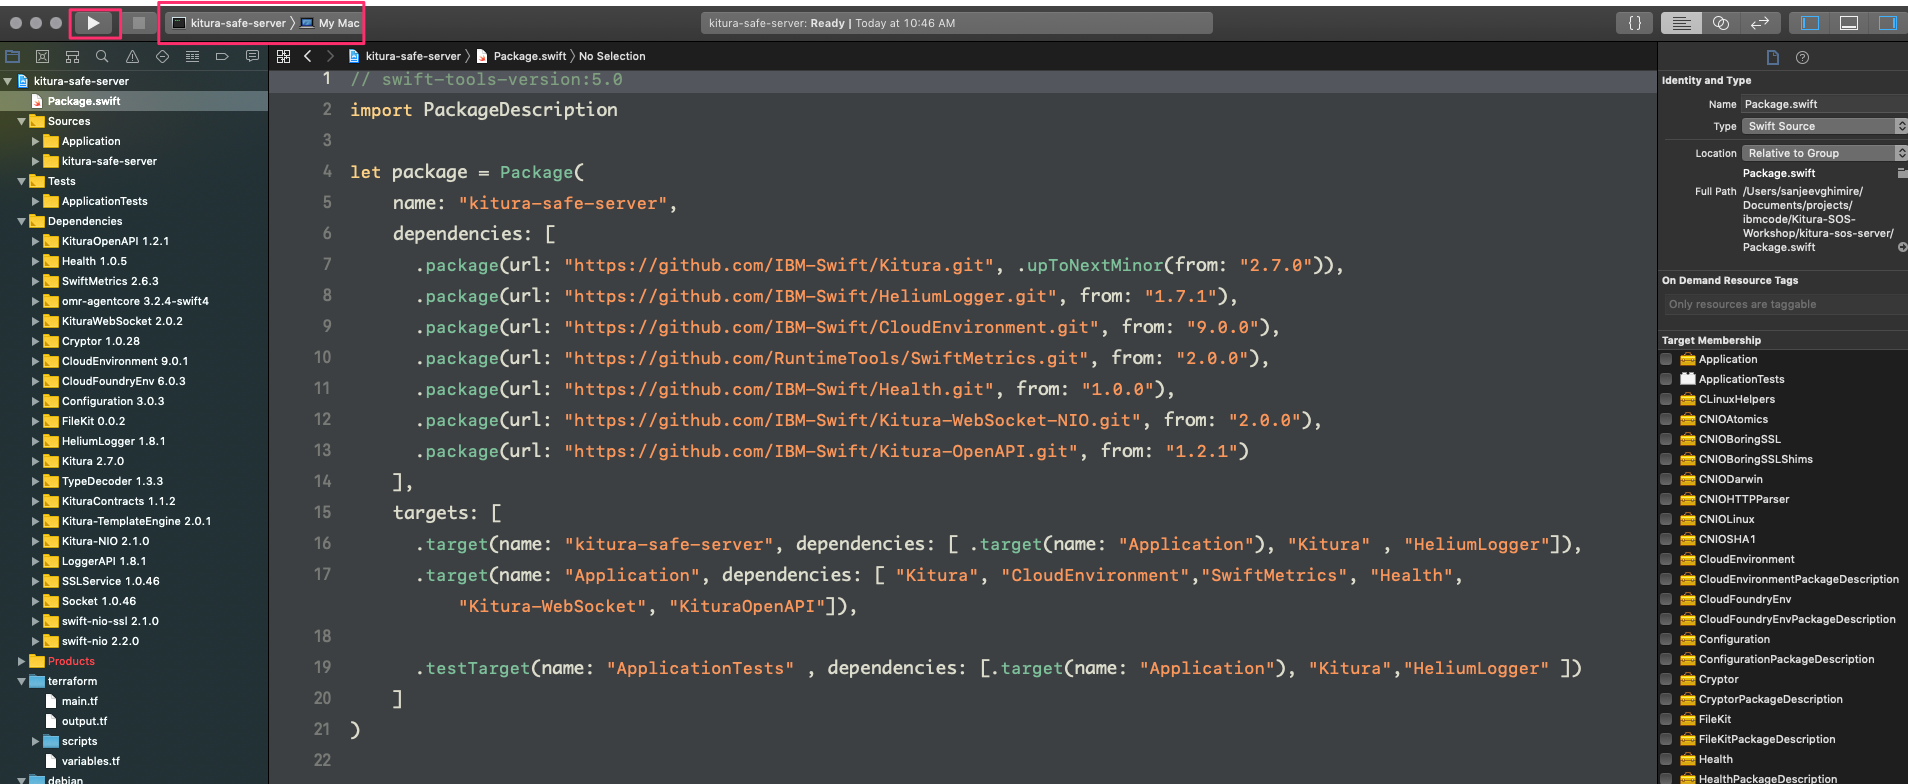 kitura-safe-server My Mac
kitura-safe-server: Ready | Today at 10:46 AM
{}
kitura-safe-server
Package.swift
Sources
Application
kitura-safe-server
Tests
ApplicationTests
Dependencies
KituraOpenAPI 1.2.1
Health 1.0.5
SwiftMetrics 2.6.3
omr-agentcore 3.2.4-swift4
KituraWebSocket 2.0.2
Cryptor 1.0.28
CloudEnvironment 9.0.1
CloudFoundryEnv 6.0.3
Configuration 3.0.3
FileKit 0.0.2
HeliumLogger 1.8.1
Kitura 2.7.0
TypeDecoder 1.3.3
KituraContracts 1.1.2
Kitura-TemplateEngine 2.0.1
Kitura-NIO 2.1.0
LoggerAPI 1.8.1
SSLService 1.0.46
Socket 1.0.46
swift-nio-ssl 2.1.0
swift-nio 2.2.0
Products
terraform
main.tf
output.tf
scripts
variables.tf
debian
kitura-safe-server Package.swift No Selection
1 // swift-tools-version:5.0
2 import PackageDescription
3
4 let package = Package(
5 name: "kitura-safe-server",
6 dependencies: [
7 .package(url: "https://github.com/IBM-Swift/Kitura.git", .upToNextMinor(from: "2.7.0")),
8 .package(url: "https://github.com/IBM-Swift/HeliumLogger.git", from: "1.7.1"),
9 .package(url: "https://github.com/IBM-Swift/CloudEnvironment.git", from: "9.0.0"),
10 .package(url: "https://github.com/RuntimeTools/SwiftMetrics.git", from: "2.0.0"),
11 .package(url: "https://github.com/IBM-Swift/Health.git", from: "1.0.0"),
12 .package(url: "https://github.com/IBM-Swift/Kitura-WebSocket-NIO.git", from: "2.0.0"),
13 .package(url: "https://github.com/IBM-Swift/Kitura-OpenAPI.git", from: "1.2.1")
14 ],
15 targets: [
16 .target(name: "kitura-safe-server", dependencies: [ .target(name: "Application"), "Kitura" , "HeliumLogger"]),
17 .target(name: "Application", dependencies: [ "Kitura", "CloudEnvironment","SwiftMetrics", "Health",
"Kitura-WebSocket", "KituraOpenAPI"]),
18
19 .testTarget(name: "ApplicationTests" , dependencies: [.target(name: "Application"), "Kitura","HeliumLogger" ])
20 ]
21 )
22
Identity and Type
Name Package.swift
Type Swift Source
Location Relative to Group
Package.swift
Full Path /Users/sanjeevghimire/
Documents/projects/
ibmcode/Kitura-SOS-
Workshop/kitura-sos-server/
Package.swift
On Demand Resource Tags
Only resources are taggable
Target Membership
Application
ApplicationTests
CLinuxHelpers
CNIOAtomics
CNIOBoringSSL
CNIOBoringSSLShims
CNIODarwin
CNIOHTTPParser
CNIOLinux
CNIOSHA1
CloudEnvironment
CloudEnvironmentPackageDescription
CloudFoundryEnv
CloudFoundryEnvPackageDescription
Configuration
ConfigurationPackageDescription
Cryptor
CryptorPackageDescription
FileKit
FileKitPackageDescription
Health
HealthPackageDescription